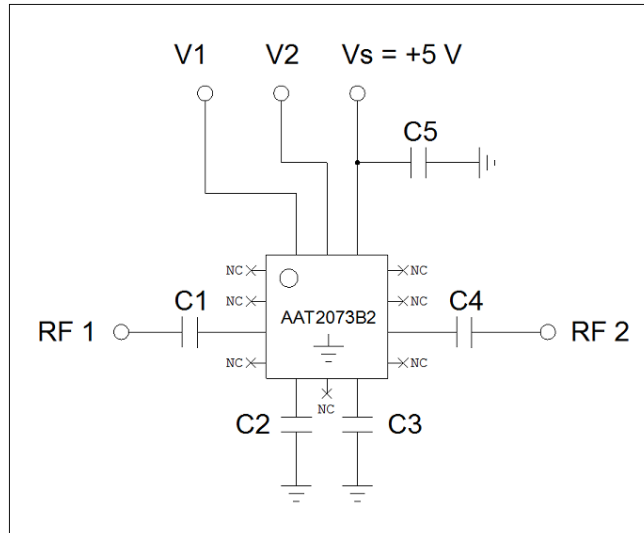 V1 V2 Vs = +5 V
C5
NC NC
NC NC
C1 C4
AAT2073B2
RF 1 RF 2
NC NC
NC
C2 C3